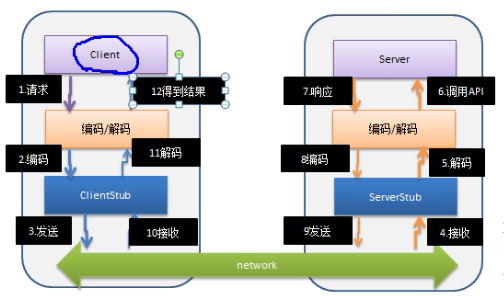 Client
Server
1.请求
12得到结果
7.响应
6.调用API
编码/解码
编码/解码
2.编码
11解码
8编码
5.解码
ClientStub
ServerStub
3.发送
10接收
9发送
4.接收
network